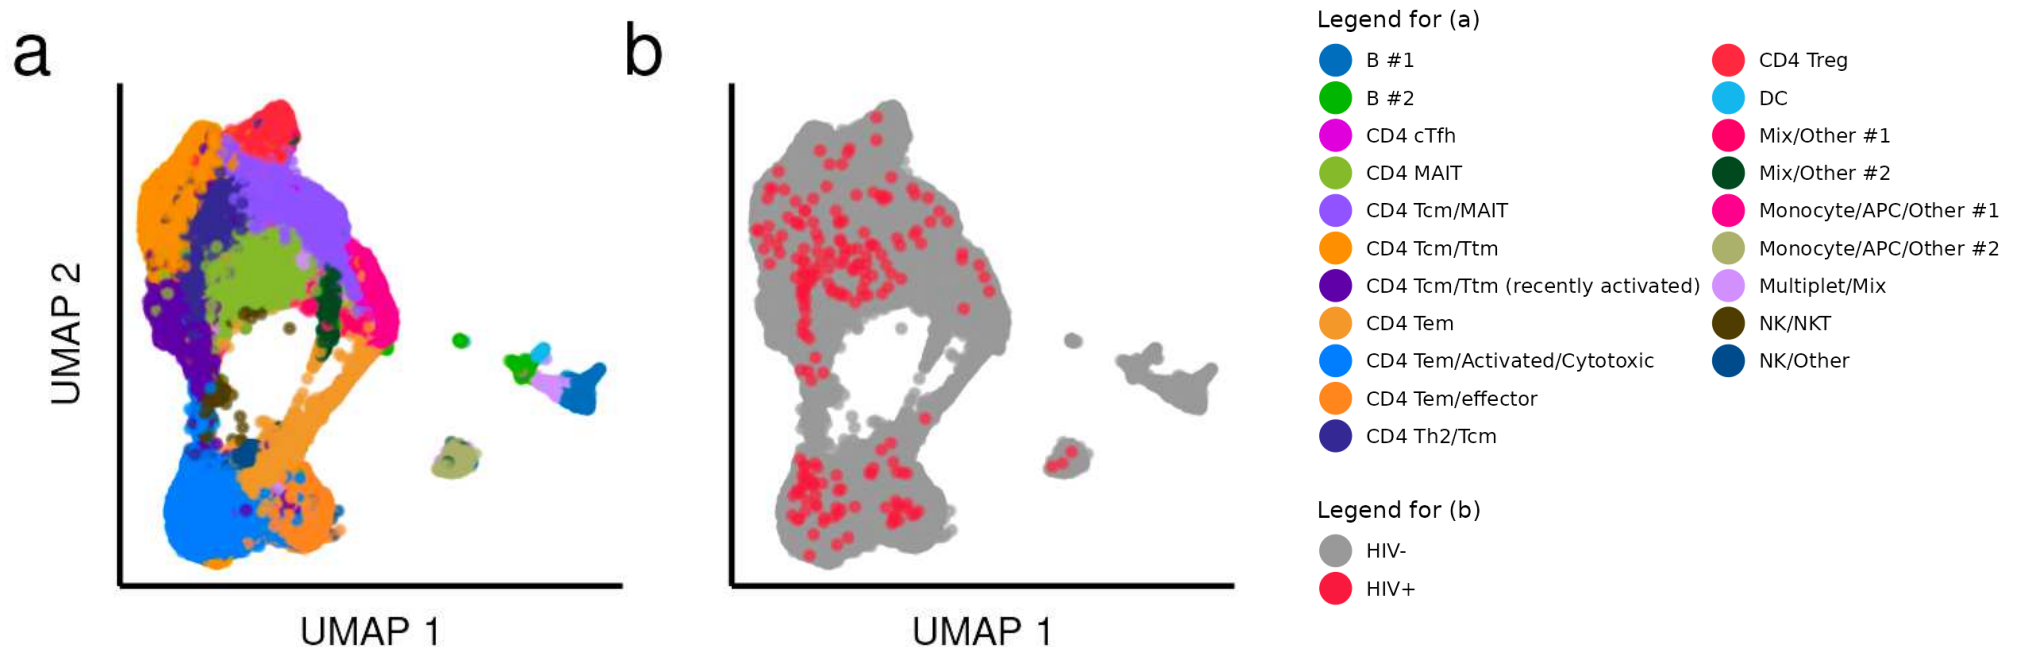 a
UMAP 2
UMAP 1
b
UMAP 1
Legend for (a)
B #1
B #2
CD4 cTfh
CD4 MAIT
CD4 Tcm/MAIT
CD4 Tcm/Ttm
CD4 Tcm/Ttm (recently activated)
CD4 Tem
CD4 Tem/Activated/Cytotoxic
CD4 Tem/effector
CD4 Th2/Tcm
CD4 Treg
DC
Mix/Other #1
Mix/Other #2
Monocyte/APC/Other #1
Monocyte/APC/Other #2
Multiplet/Mix
NK/NKT
NK/Other
Legend for (b)
HIV-
HIV+